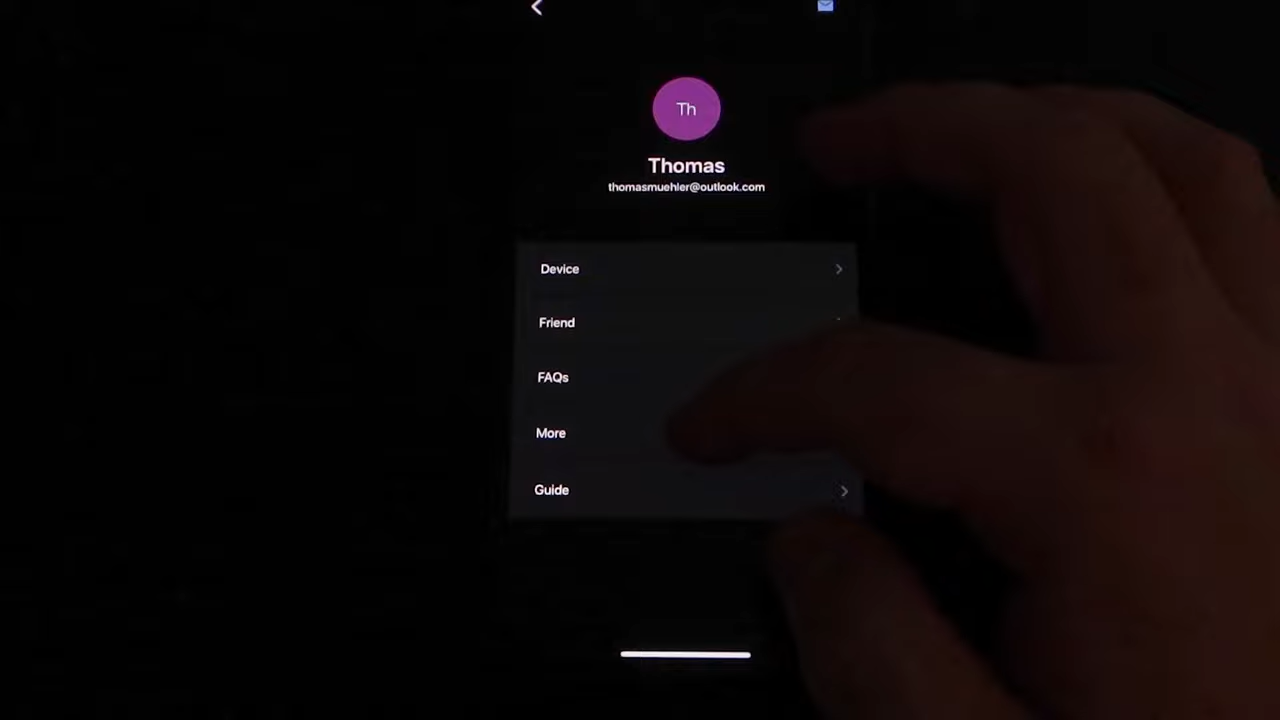 Th
Thomas
thomasmuehler@outlook.com
Device
Friend
FAQs
More
Guide